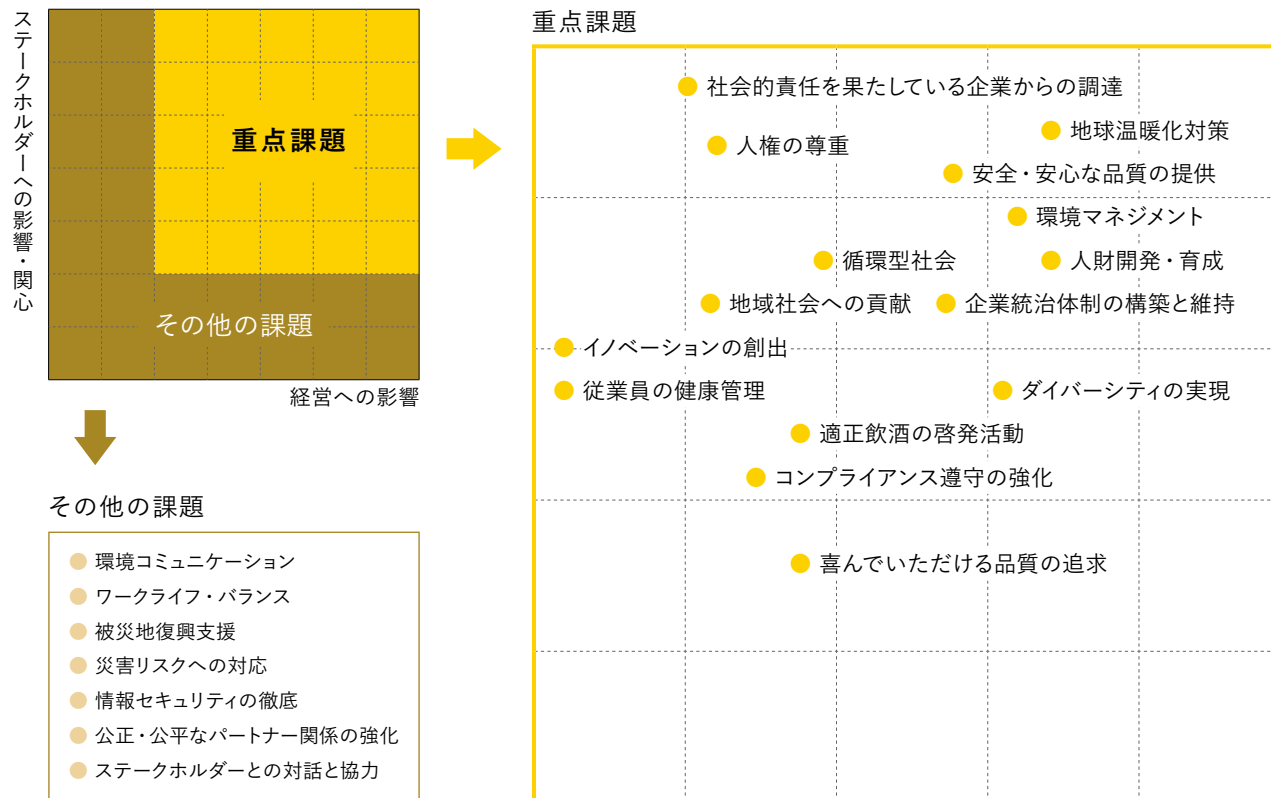 ステークホルダーへの影響・関心
重点課題
その他の課題
経営への影響
その他の課題
環境コミュニケーション
ワークライフ・バランス
被災地復興支援
災害リスクへの対応
情報セキュリティの徹底
公正・公平なパートナー関係の強化
ステークホルダーとの対話と協力
重点課題
社会的責任を果たしている企業からの調達
地球温暖化対策
人権の尊重
安全・安心な品質の提供
環境マネジメント
循環型社会
人財開発・育成
地域社会への貢献
企業統治体制の構築と維持
イノベーションの創出
従業員の健康管理
ダイバーシティの実現
適正飲酒の啓発活動
コンプライアンス遵守の強化
喜んでいただける品質の追求